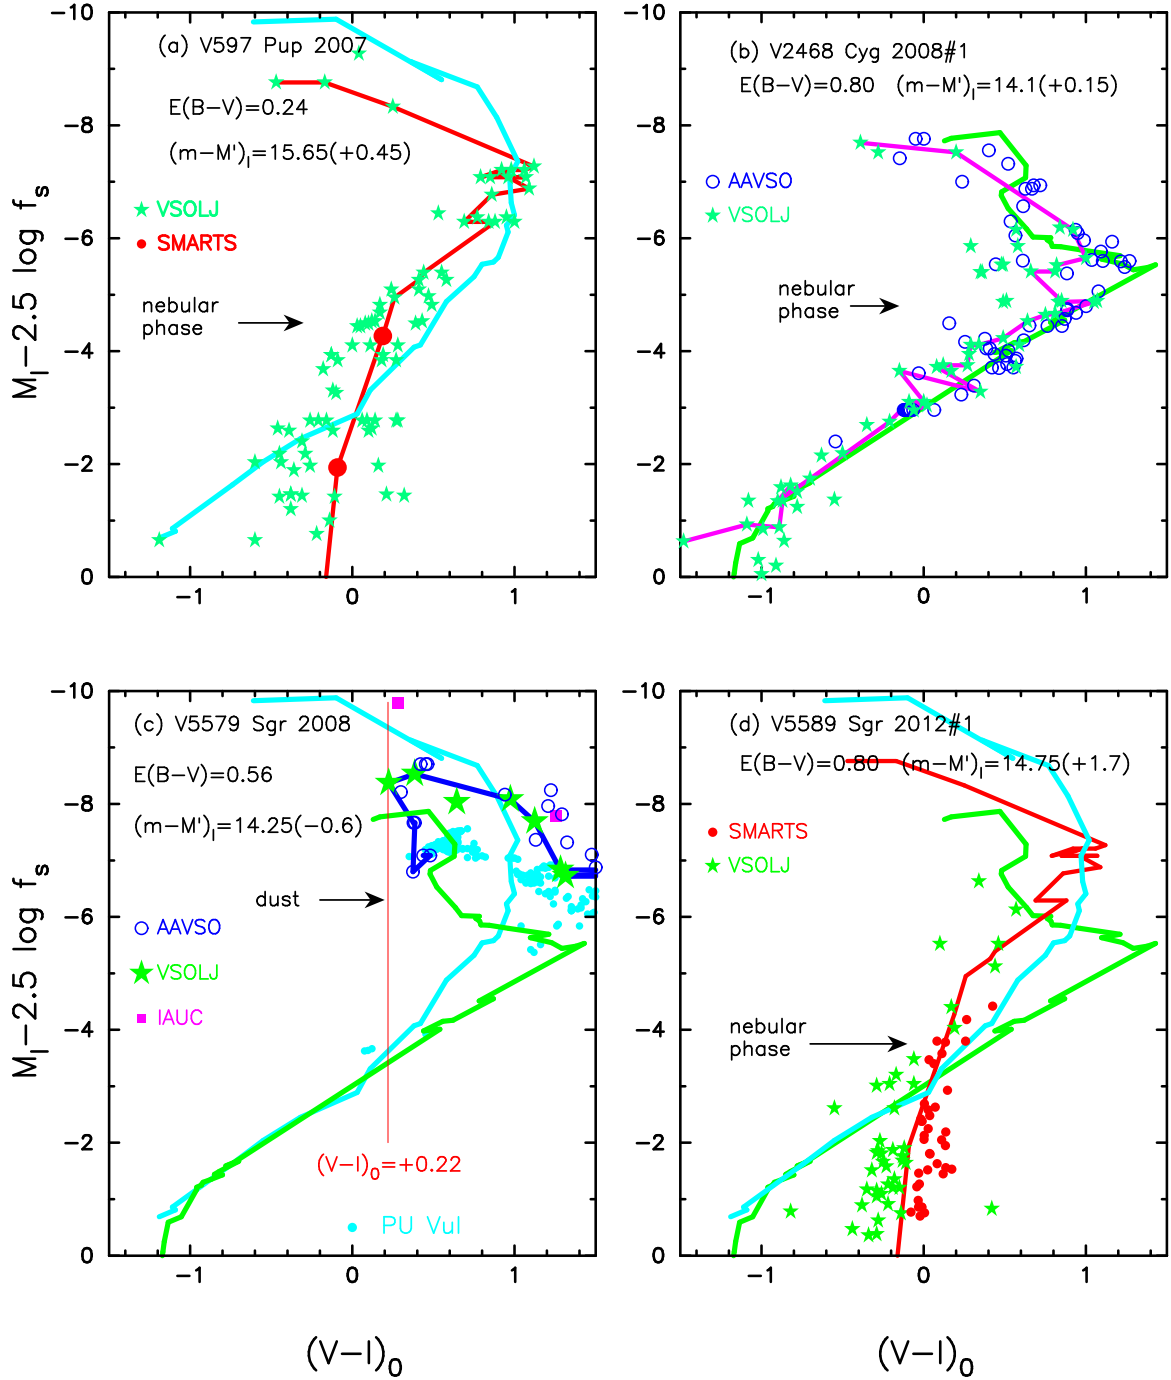 (a) V597 Pup 2007
E(B−V)=0.24
(m−M')I=15.65(+0.45)
VSOLJ
SMARTS
nebular
phase
MI−2.5 log fs
−10
−8
−6
−4
−2
0
−1
0
1
(b) V2468 Cyg 2008#1
E(B−V)=0.80 (m−M')I=14.1(+0.15)
AAVSO
VSOLJ
nebular
phase
−10
−8
−6
−4
−2
0
−1
0
1
(c) V5579 Sgr 2008
E(B−V)=0.56
(m−M')I=14.25(−0.6)
dust
AAVSO
VSOLJ
IAUC
(V−I)0=+0.22
PU Vul
MI−2.5 log fs
−10
−8
−6
−4
−2
0
−1
0
1
(V−I)0
(d) V5589 Sgr 2012#1
E(B−V)=0.80 (m−M')I=14.75(+1.7)
SMARTS
VSOLJ
nebular
phase
−10
−8
−6
−4
−2
0
−1
0
1
(V−I)0